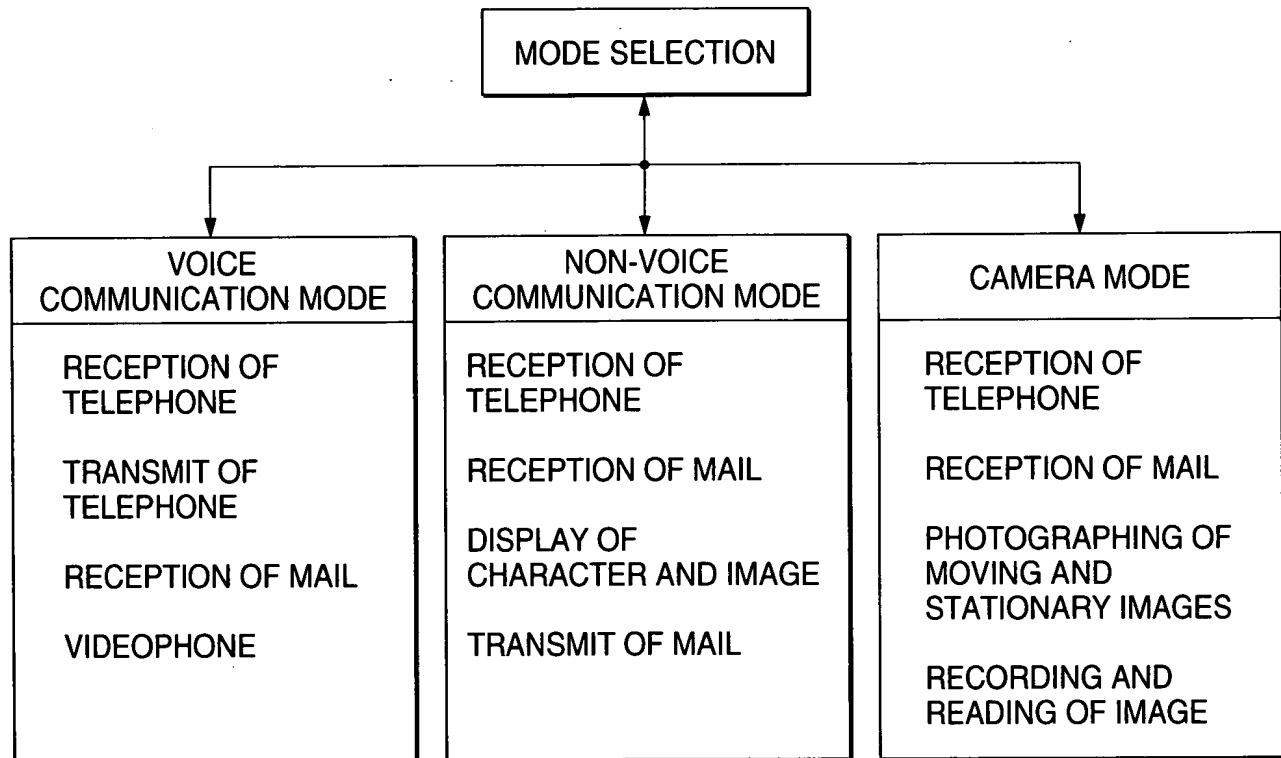 MODE SELECTION
VOICE
COMMUNICATION MODE
RECEPTION OF
TELEPHONE
TRANSMIT OF
TELEPHONE
RECEPTION OF MAIL
VIDEOPHONE
NON-VOICE
COMMUNICATION MODE
RECEPTION OF
TELEPHONE
RECEPTION OF MAIL
DISPLAY OF
CHARACTER AND IMAGE
TRANSMIT OF MAIL
CAMERA MODE
RECEPTION OF
TELEPHONE
RECEPTION OF MAIL
PHOTOGRAPHING OF
MOVING AND
STATIONARY IMAGES
RECORDING AND
READING OF IMAGE